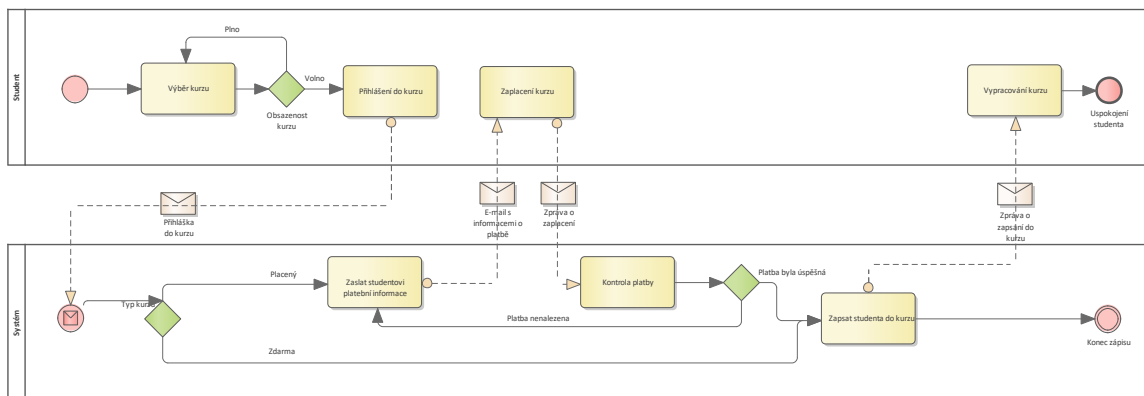 Student
Plno
Výběr kurzu
Obsazenost
kurzu
Volno
Přihlášení do kurzu
Zaplacení kurzu
Vypracování kurzu
Uspokojení
studenta
Přihláška
do kurzu
E-mail s
informacemi o
platbě
Zpráva o
zaplacení
Zpráva o
zapsání do
kurzu
Systém
Typ kurzu
Placený
Zaslat studentovi
platební informace
Kontrola platby
Platba byla úspěšná
Platba nenalezena
Zdarma
Zapsat studenta do kurzu
Konec zápisu